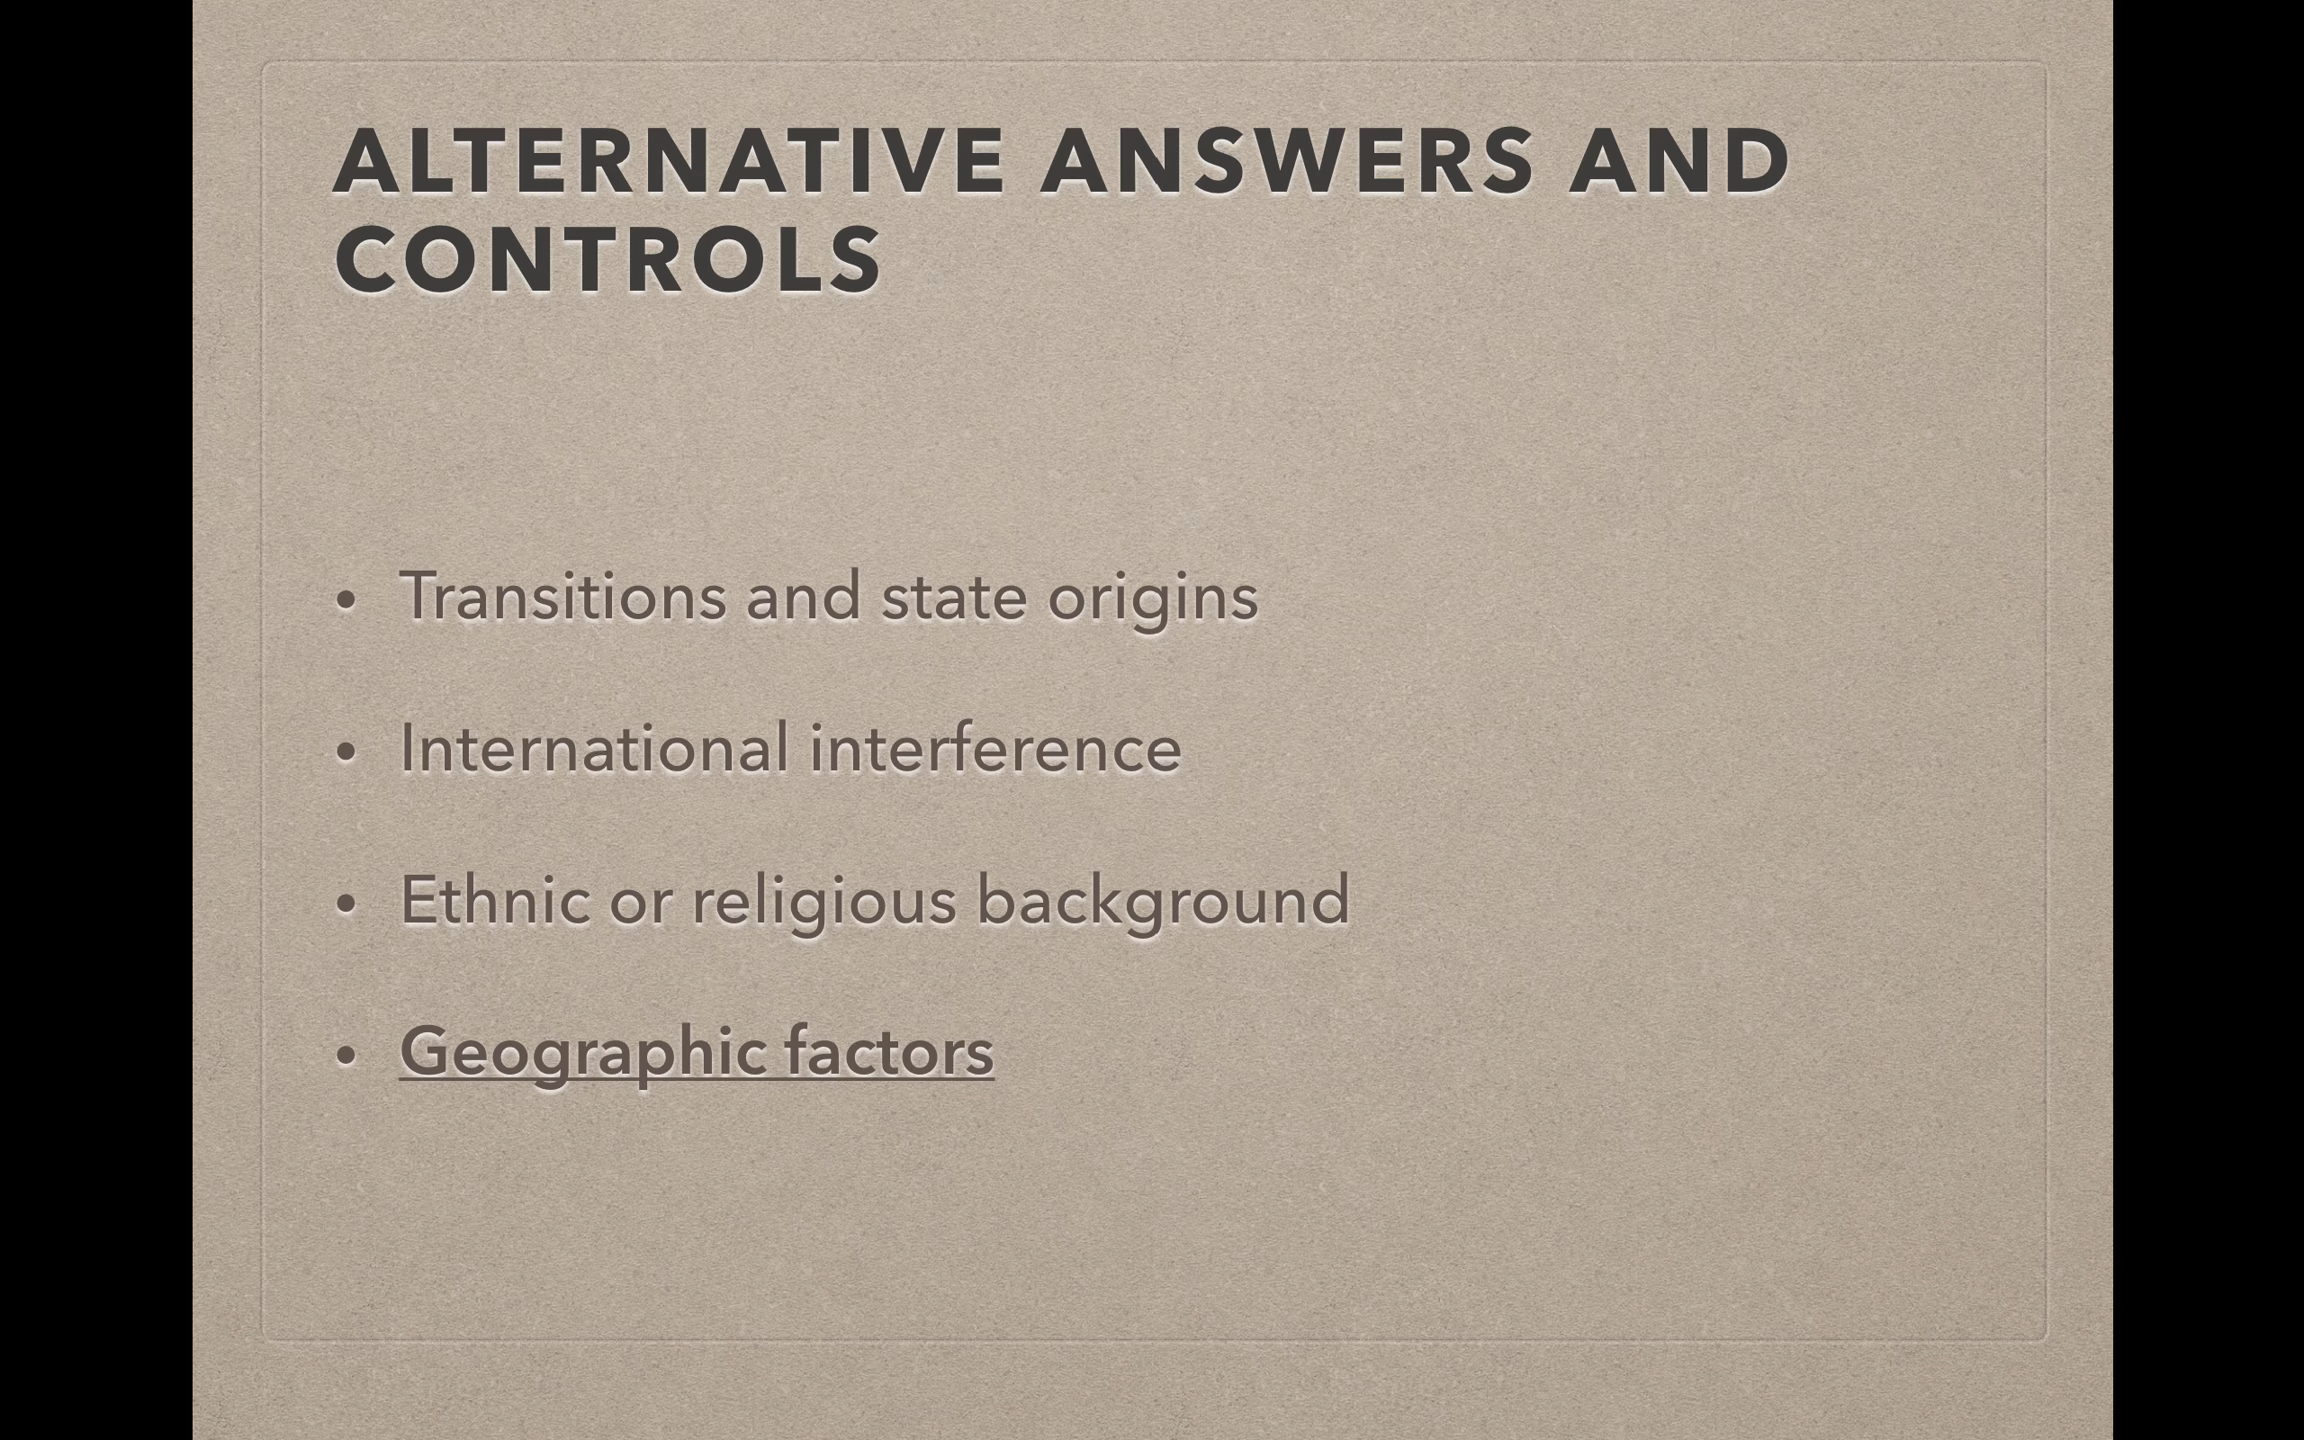 ALTERNATIVE ANSWERS AND
CONTROLS
• Transitions and state origins
• International interference
• Ethnic or religious background
• Geographic factors